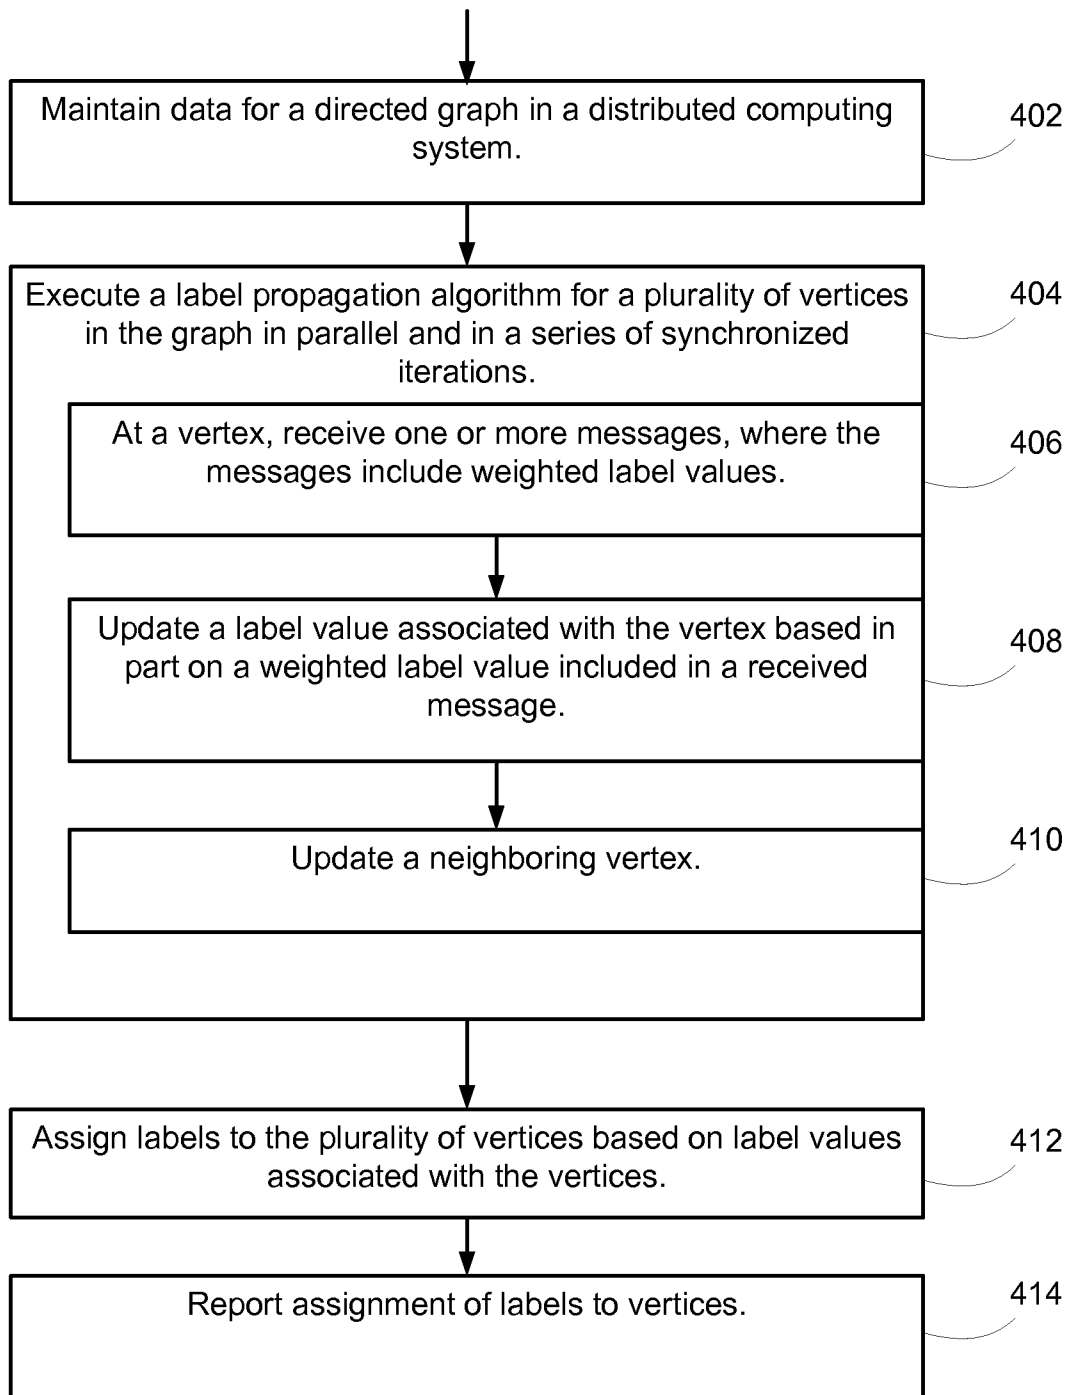 Maintain data for a directed graph in a distributed computing
system.
402
Execute a label propagation algorithm for a plurality of vertices
in the graph in parallel and in a series of synchronized
iterations.
404
At a vertex, receive one or more messages, where the
messages include weighted label values.
406
Update a label value associated with the vertex based in
part on a weighted label value included in a received
message.
408
Update a neighboring vertex.
410
Assign labels to the plurality of vertices based on label values
associated with the vertices.
412
Report assignment of labels to vertices.
414